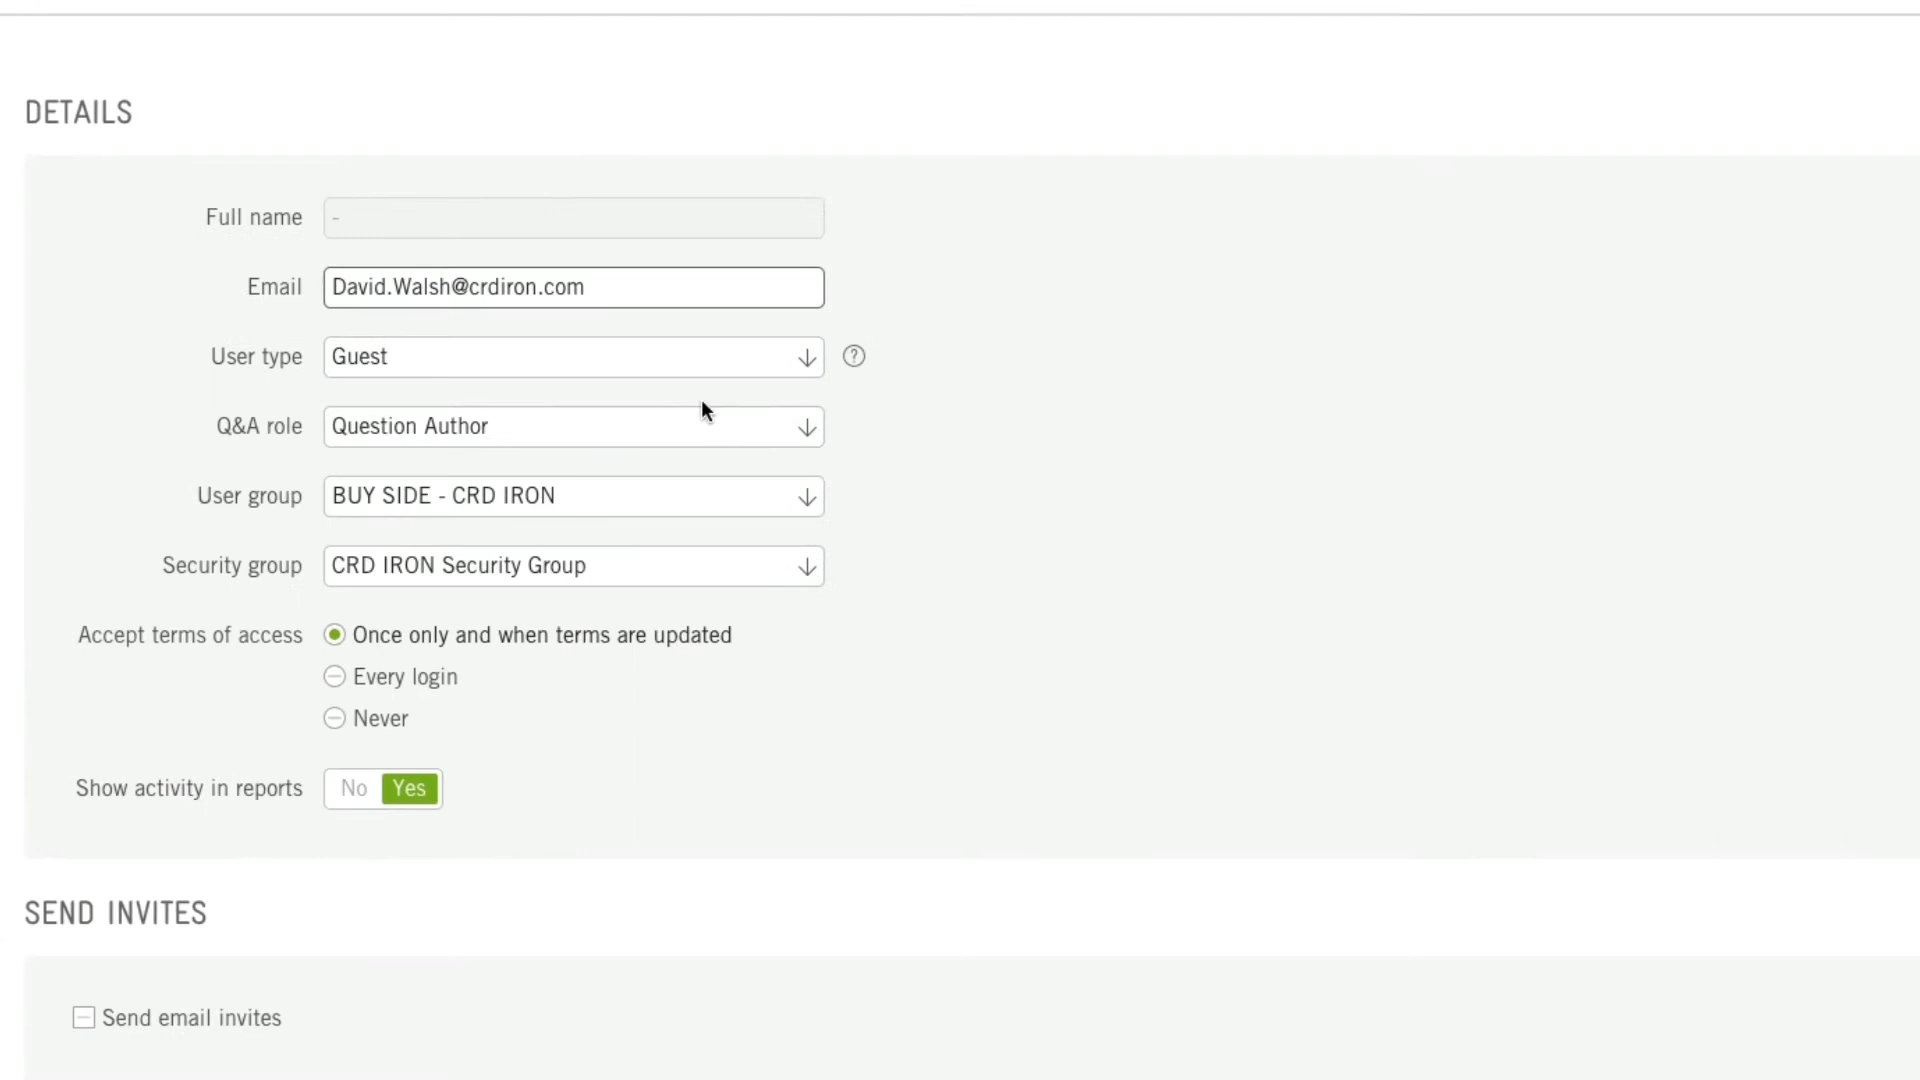 DETAILS
Full name -
Email David.Walsh@crdiron.com
User type Guest ?
Q&A role Question Author
User group BUY SIDE - CRD IRON
Security group CRD IRON Security Group
Accept terms of access Once only and when terms are updated
Every login
Never
Show activity in reports No Yes
SEND INVITES
Send email invites